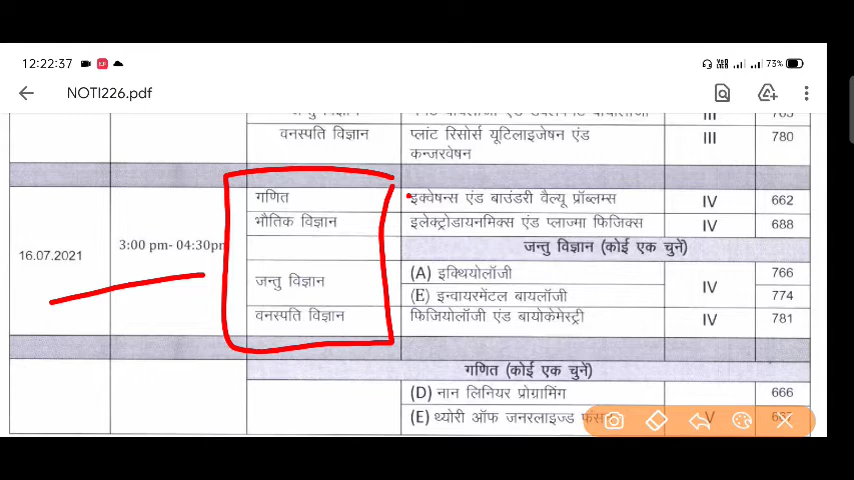 12:22:37
73%
NOTI226.pdf
III
वनस्पति विज्ञान प्लांट रिसोर्स यूटिलाइजेशन एंड कन्जरवेषन III 780
गणित इक्वेषन्स एंड बाउंडरी वैल्यू प्रॉब्लम्स IV 662
भौतिक विज्ञान इलेक्ट्रोडायनमिक्स एंड प्लाज्मा फिजिक्स IV 688
16.07.2021 3:00 pm- 04:30pm
जन्तु विज्ञान (कोई एक चुनें)
जन्तु विज्ञान (A) इक्थियोलॉजी IV 766
(E) इन्वायरमेंटल बायलॉजी 774
वनस्पति विज्ञान फिजियोलॉजी एंड बायोकेमेस्ट्री IV 781
गणित (कोई एक चुनें)
(D) नान लिनियर प्रोग्रामिंग 666
(E) थ्योरी ऑफ जनरलाइज्ड V